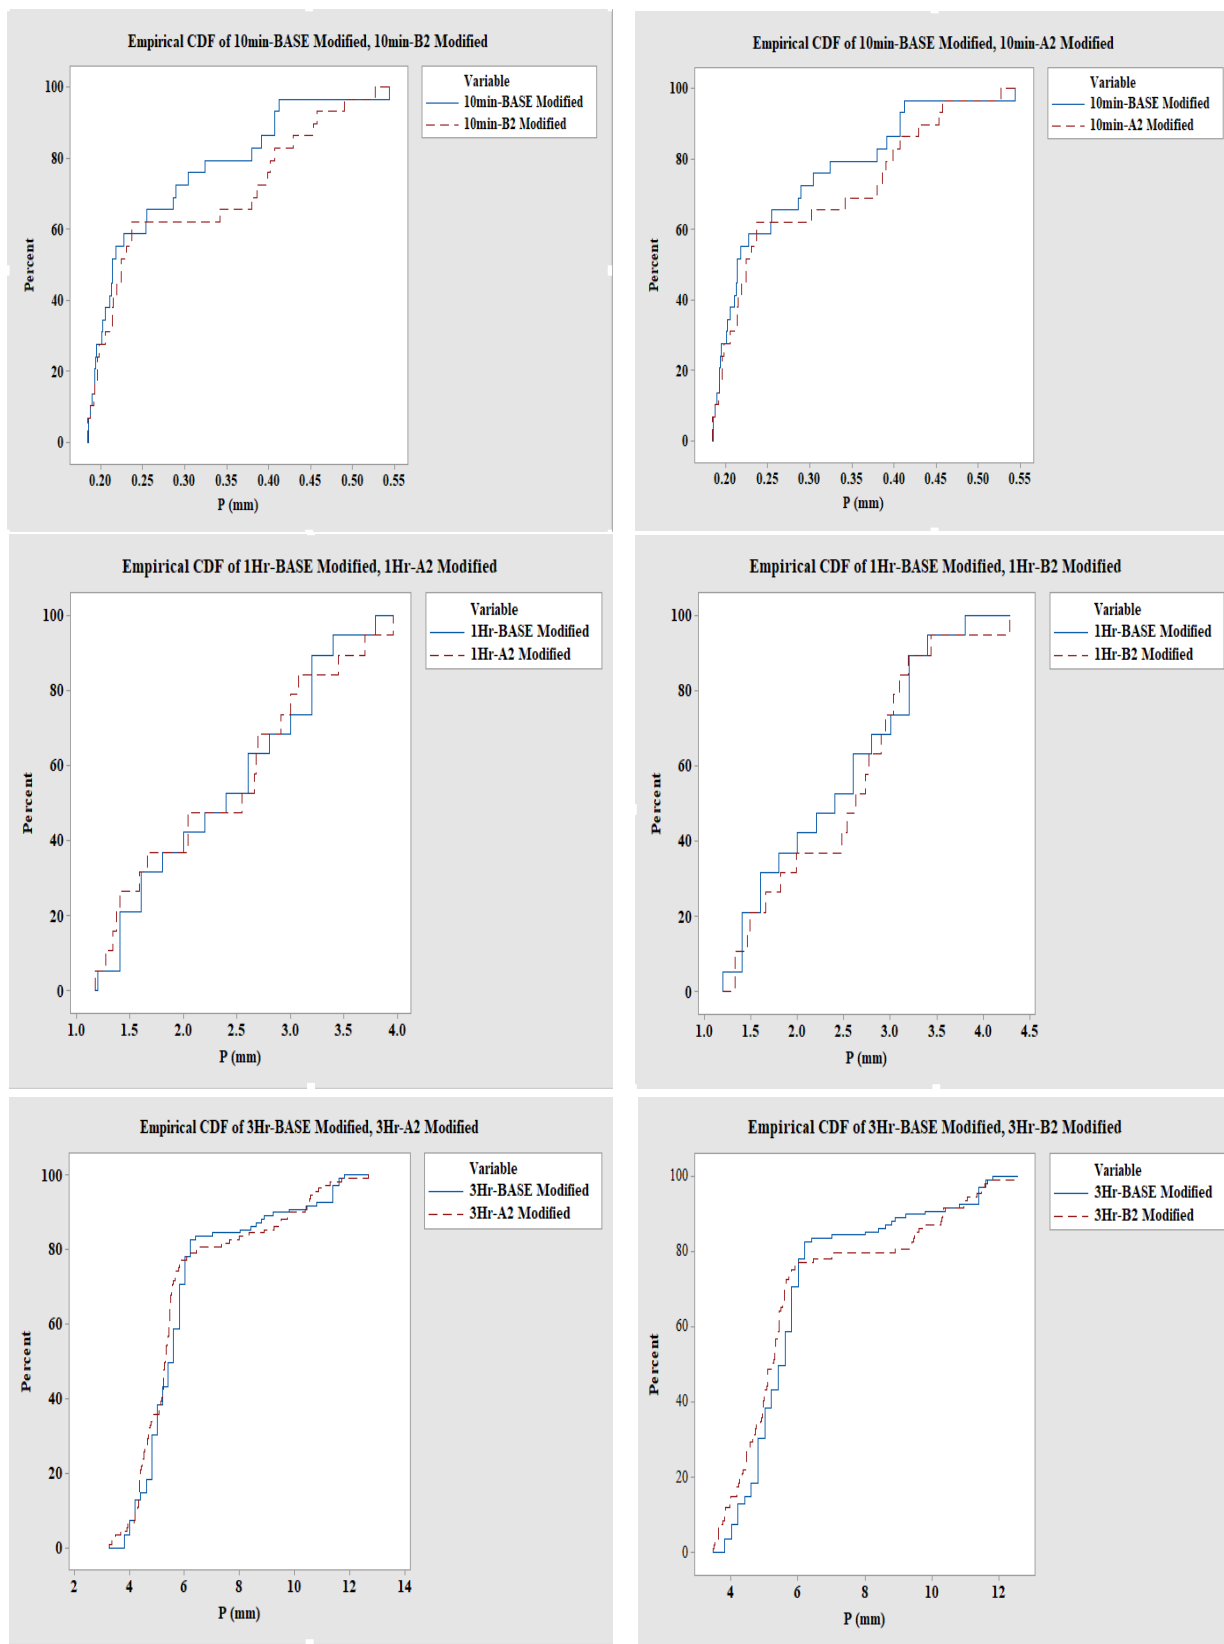 Empirical CDF of 10min-BASE Modified, 10min-B2 Modified
Variable
10min-BASE Modified
10min-B2 Modified
Percent
100
80
60
40
20
0
0.20 0.25 0.30 0.35 0.40 0.45 0.50 0.55
P (mm)
Empirical CDF of 10min-BASE Modified, 10min-A2 Modified
Variable
10min-BASE Modified
10min-A2 Modified
Percent
100
80
60
40
20
0
0.20 0.25 0.30 0.35 0.40 0.45 0.50 0.55
P (mm)
Empirical CDF of 1Hr-BASE Modified, 1Hr-A2 Modified
Variable
1Hr-BASE Modified
1Hr-A2 Modified
Percent
100
80
60
40
20
0
1.0 1.5 2.0 2.5 3.0 3.5 4.0
P (mm)
Empirical CDF of 1Hr-BASE Modified, 1Hr-B2 Modified
Variable
1Hr-BASE Modified
1Hr-B2 Modified
Percent
100
80
60
40
20
0
1.0 1.5 2.0 2.5 3.0 3.5 4.0 4.5
P (mm)
Empirical CDF of 3Hr-BASE Modified, 3Hr-A2 Modified
Variable
3Hr-BASE Modified
3Hr-A2 Modified
Percent
100
80
60
40
20
0
2 4 6 8 10 12 14
P (mm)
Empirical CDF of 3Hr-BASE Modified, 3Hr-B2 Modified
Variable
3Hr-BASE Modified
3Hr-B2 Modified
Percent
100
80
60
40
20
0
4 6 8 10 12
P (mm)